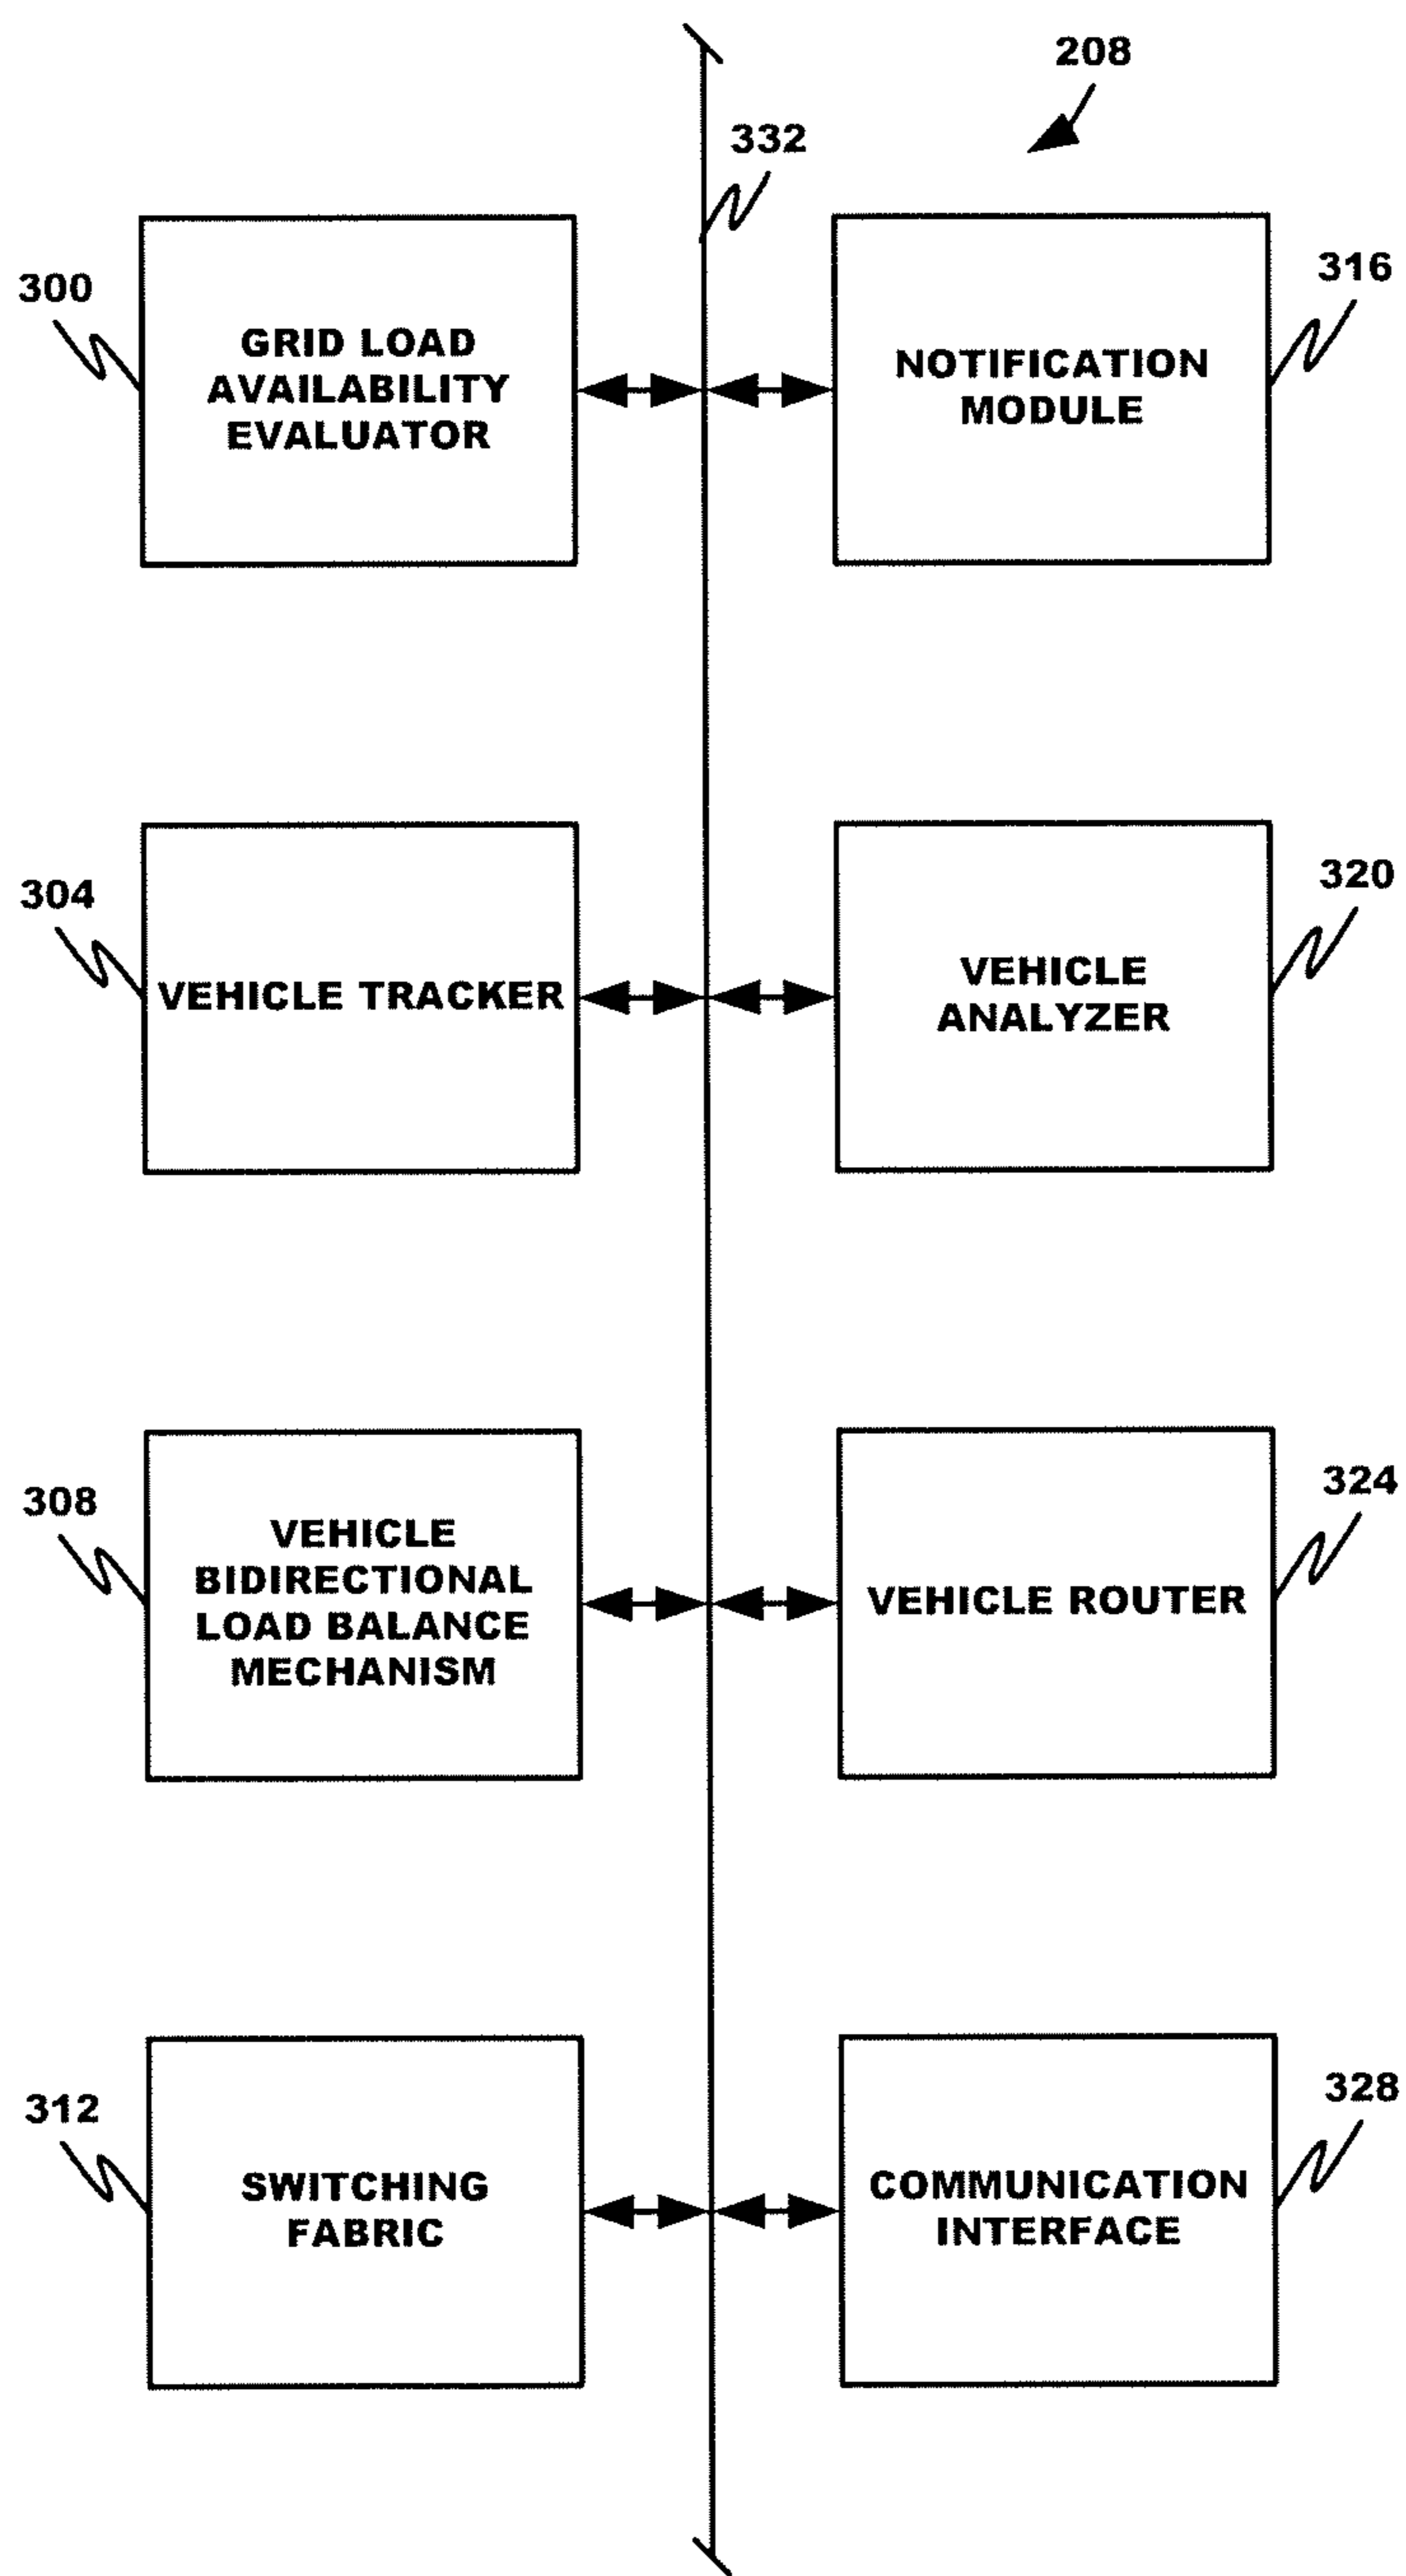 208
332
300
GRID LOAD
AVAILABILITY
EVALUATOR
316
NOTIFICATION
MODULE
304
VEHICLE TRACKER
320
VEHICLE
ANALYZER
308
VEHICLE
BIDIRECTIONAL
LOAD BALANCE
MECHANISM
324
VEHICLE ROUTER
312
SWITCHING
FABRIC
328
COMMUNICATION
INTERFACE